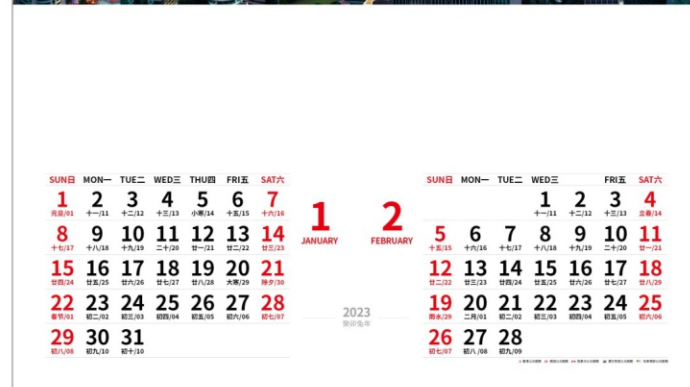 SUN日 MON一 TUE二 WED三 THU四 FRI五 SAT六
1 2 3 4 5 6 7
元旦/01 十一/11 十二/12 十三/13 小寒/14 十五/15 十六/16
8 9 10 11 12 13 14
十七/17 十八/18 十九/19 二十/20 廿一/21 廿二/22 廿三/23
15 16 17 18 19 20 21
廿四/24 廿五/25 廿六/26 廿七/27 廿八/28 大寒/29 除夕/30
22 23 24 25 26 27 28
春节/01 初二/02 初三/03 初四/04 初五/05 初六/06 初七/07
29 30 31
初八/08 初九/10 初十/10
1
JANUARY
2
FEBRUARY
2023
癸卯兔年
SUN日 MON一 TUE二 WED三 FRI五 SAT六
1 2 3 4
十一/11 十二/12 十三/13 立春/14
5 6 7 8 9 10 11
十五/15 十六/16 十七/17 十八/18 十九/19 二十/20 廿一/21
12 13 14 15 16 17 18
廿二/22 廿三/23 廿四/24 廿五/25 廿六/26 廿七/27 廿八/29
19 20 21 22 23 24 25
雨水/29 二月/01 初二/02 初三/03 初四/04 初五/05 初六/06
26 27 28
初七/07 初八/08 初九/09